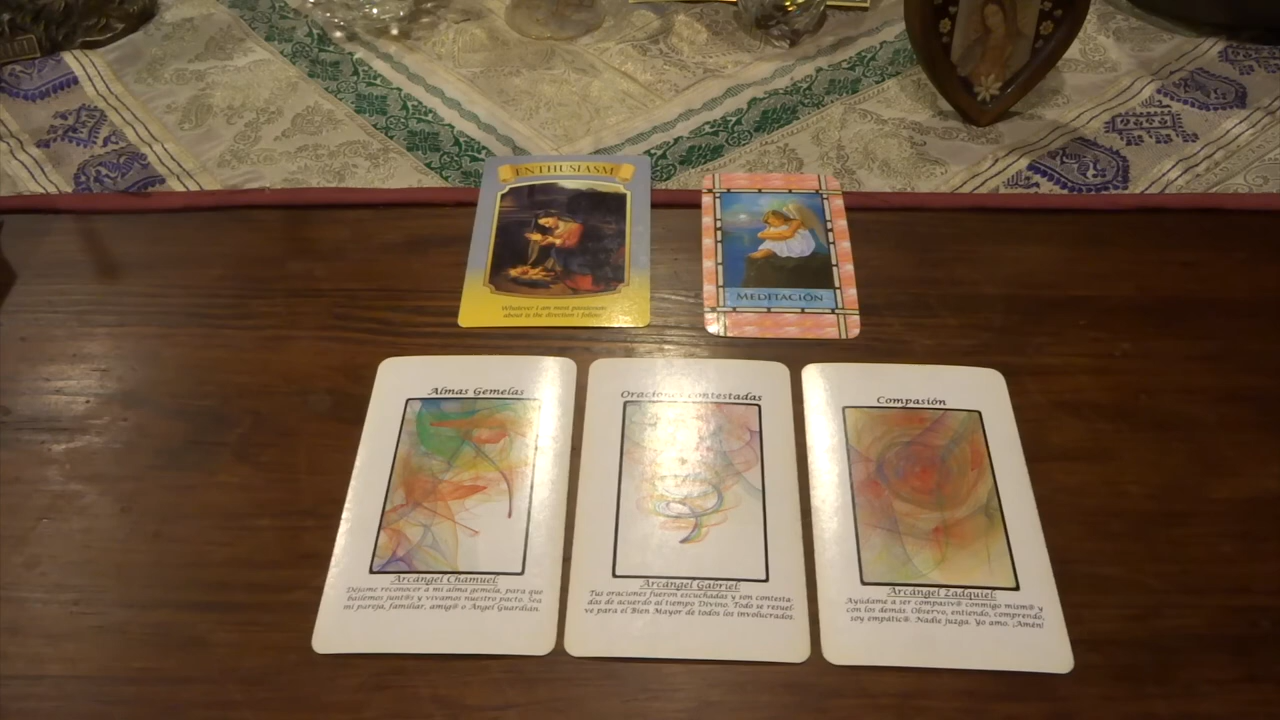 ENTHUSIASM
Whatever I am most passionate
about is the direction I follow.
MEDITACIÓN
Almas Gemelas
Arcángel Chamuel:
Déjame reconocer a mi alma gemela, para que
bailemos junt@s y vivamos nuestro pacto. Sea
mi pareja, familiar, amig@ o Ángel Guardián.
Oraciones contestadas
Arcángel Gabriel:
Tus oraciones fueron escuchadas y son contesta-
das de acuerdo al tiempo Divino. Todo se resuel-
ve para el Bien Mayor de todos los involucrados.
Compasión
Arcángel Zadquiel:
Ayúdame a ser compasiv@ conmigo mism@ y
con los demás. Observo, entiendo, comprendo,
soy empátic@. Nadie juzga. Yo amo. ¡Amén!